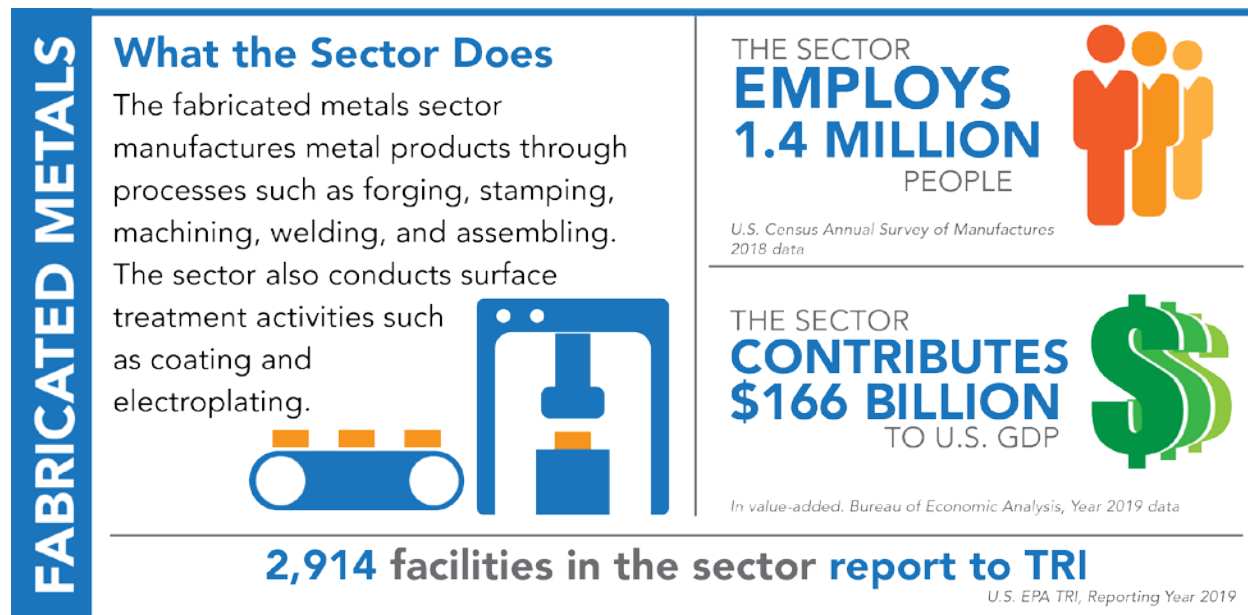 FABRICATED METALS
What the Sector Does
The fabricated metals sector
manufactures metal products through
processes such as forging, stamping,
machining, welding, and assembling.
The sector also conducts surface
treatment activities such
as coating and
electroplating.
THE SECTOR
EMPLOYS
1.4 MILLION
PEOPLE
U.S. Census Annual Survey of Manufactures
2018 data
THE SECTOR
CONTRIBUTES
$166 BILLION
TO U.S. GDP
In value-added. Bureau of Economic Analysis, Year 2019 data
2,914 facilities in the sector report to TRI
U.S. EPA TRI, Reporting Year 2019